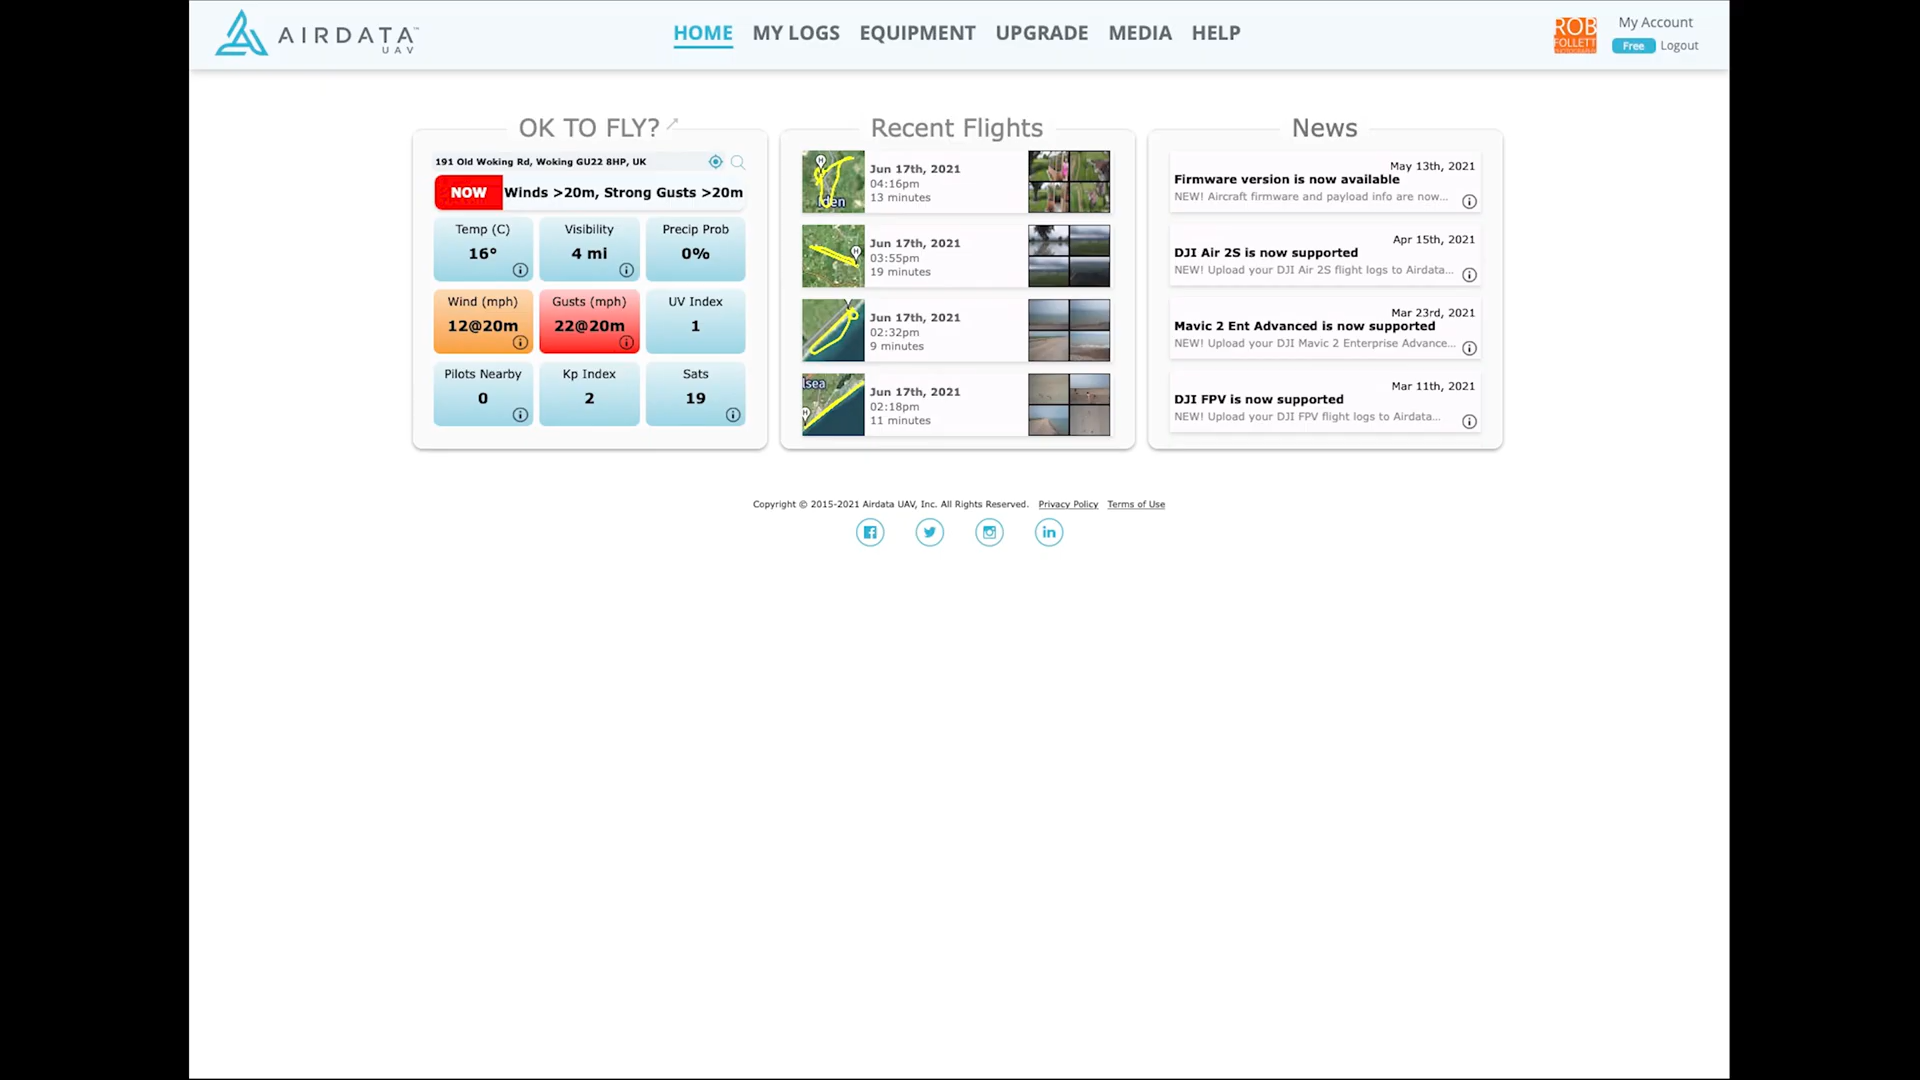 AIRDATA™
UAV
HOME MY LOGS EQUIPMENT UPGRADE MEDIA HELP
ROB
FOLLETT
My Account
Free Logout
OK TO FLY?
191 Old Woking Rd, Woking GU22 8HP, UK
NOW Winds >20m, Strong Gusts >20m
Temp (C) Visibility Precip Prob
16° 4 mi 0%
Wind (mph) Gusts (mph) UV Index
12@20m 22@20m 1
Pilots Nearby Kp Index Sats
0 2 19
Recent Flights
Jun 17th, 2021
04:16pm
13 minutes
Jun 17th, 2021
03:55pm
19 minutes
Jun 17th, 2021
02:32pm
9 minutes
Jun 17th, 2021
02:18pm
11 minutes
News
May 13th, 2021
Firmware version is now available
NEW! Aircraft firmware and payload info are now...
Apr 15th, 2021
DJI Air 2S is now supported
NEW! Upload your DJI Air 2S flight logs to Airdata...
Mar 23rd, 2021
Mavic 2 Ent Advanced is now supported
NEW! Upload your DJI Mavic 2 Enterprise Advance...
Mar 11th, 2021
DJI FPV is now supported
NEW! Upload your DJI FPV flight logs to Airdata...
Copyright © 2015-2021 Airdata UAV, Inc. All Rights Reserved. Privacy Policy Terms of Use